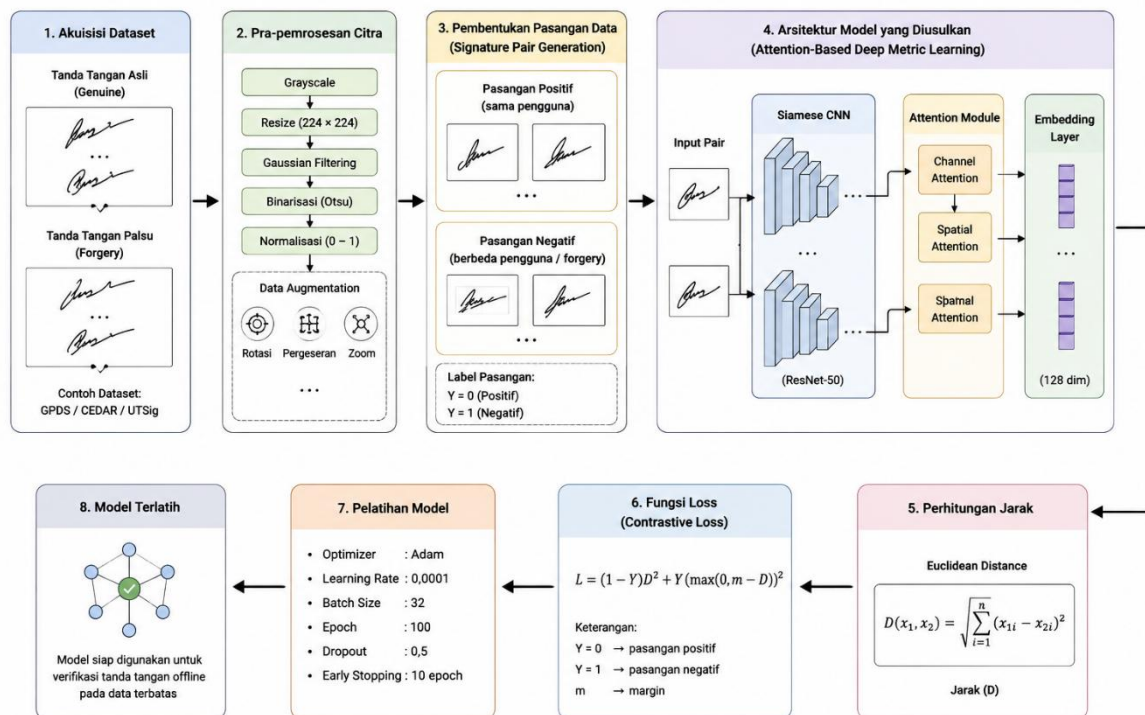 1. Akuisisi Dataset
Tanda Tangan Asli
(Genuine)
...
Tanda Tangan Palsu
(Forgery)
...
Contoh Dataset:
GPDS / CEDAR / UTSig
2. Pra-pemrosesan Citra
Grayscale
Resize (224 × 224)
Gaussian Filtering
Binarisasi (Otsu)
Normalisasi (0 – 1)
Data Augmentation
Rotasi
Pergeseran
Zoom
...
3. Pembentukan Pasangan Data
(Signature Pair Generation)
Pasangan Positif
(sama pengguna)
...
Pasangan Negatif
(berbeda pengguna / forgery)
...
Label Pasangan:
Y = 0 (Positif)
Y = 1 (Negatif)
4. Arsitektur Model yang Diusulkan
(Attention-Based Deep Metric Learning)
Input Pair
Siamese CNN
...
...
...
(ResNet-50)
Attention Module
Channel
Attention
Spatial
Attention
...
Spamal
Attention
Embedding
Layer
...
(128 dim)
5. Perhitungan Jarak
Euclidean Distance
D(x₁, x₂) = √∑ⁿᵢ₌₁(x₁ᵢ − x₂ᵢ)²
Jarak (D)
6. Fungsi Loss
(Contrastive Loss)
L = (1 − Y)D² + Y(max(0, m − D))²
Keterangan:
Y = 0 → pasangan positif
Y = 1 → pasangan negatif
m → margin
7. Pelatihan Model
• Optimizer : Adam
• Learning Rate : 0,0001
• Batch Size : 32
• Epoch : 100
• Dropout : 0,5
• Early Stopping : 10 epoch
8. Model Terlatih
Model siap digunakan untuk
verifikasi tanda tangan offline
pada data terbatas